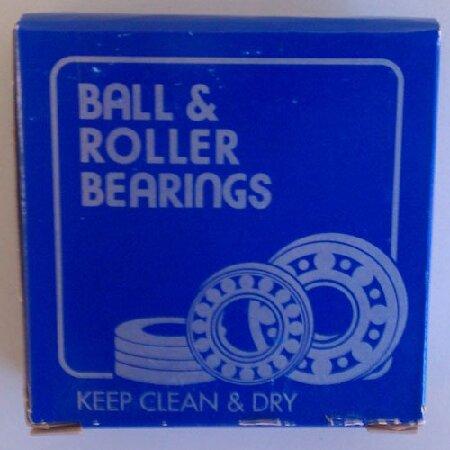 BALL &
ROLLER
BEARINGS
KEEP CLEAN & DRY